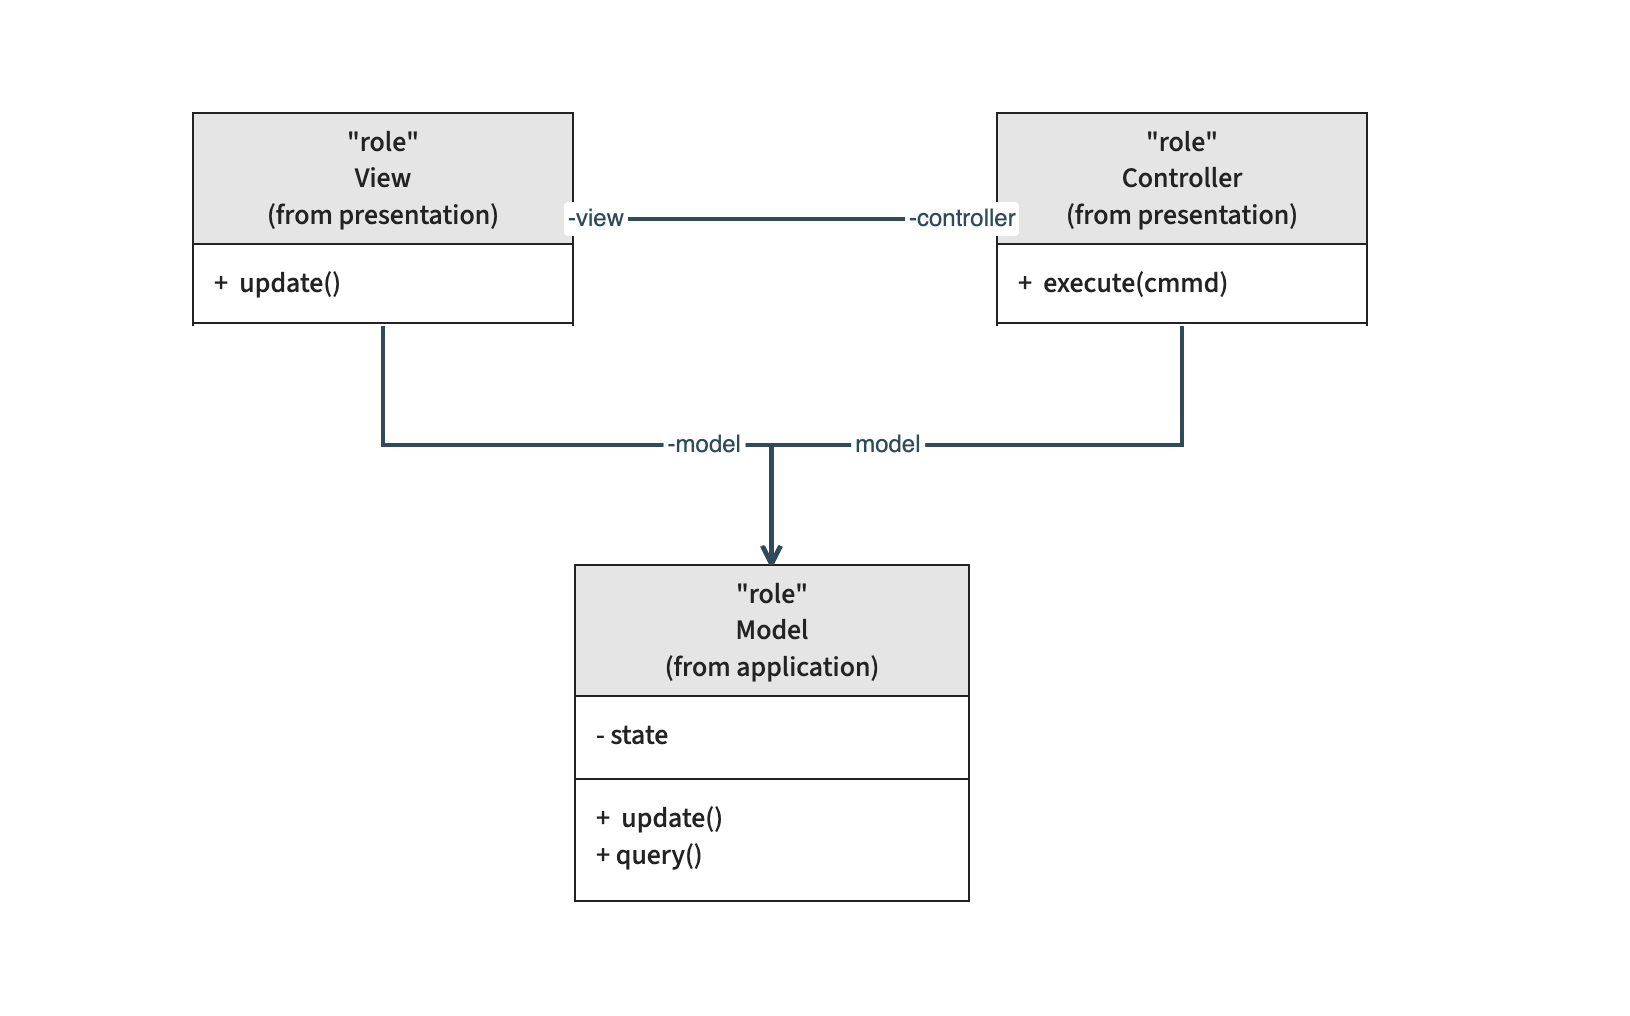 "role"
View
(from presentation)
+ update()
-view
-controller
"role"
Controller
(from presentation)
+ execute(cmmd)
-model
model
"role"
Model
(from application)
- state
+ update()
+ query()